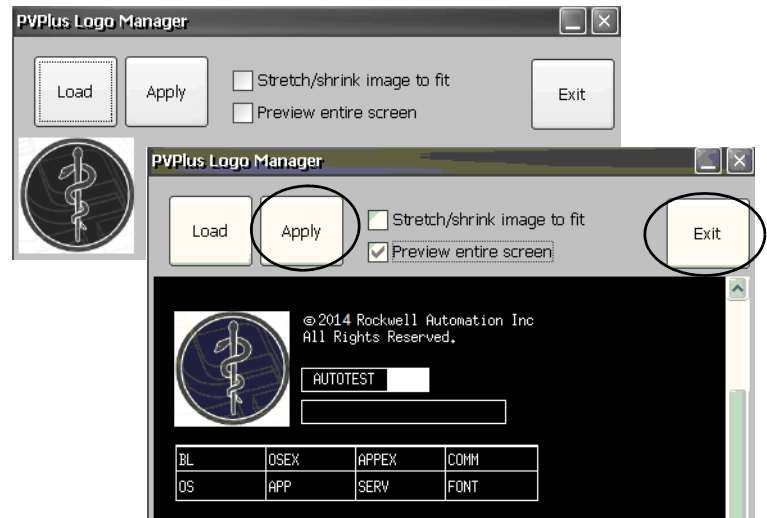 PVPlus Logo Manager
Load
Apply
Stretch/shrink image to fit
Preview entire screen
Exit
PVPlus Logo Manager
Load
Apply
Stretch/shrink image to fit
Preview entire screen
Exit
© 2014 Rockwell Automation Inc
All Rights Reserved.
AUTOTEST
BL OSEX APPEX COMM
OS APP SERV FONT